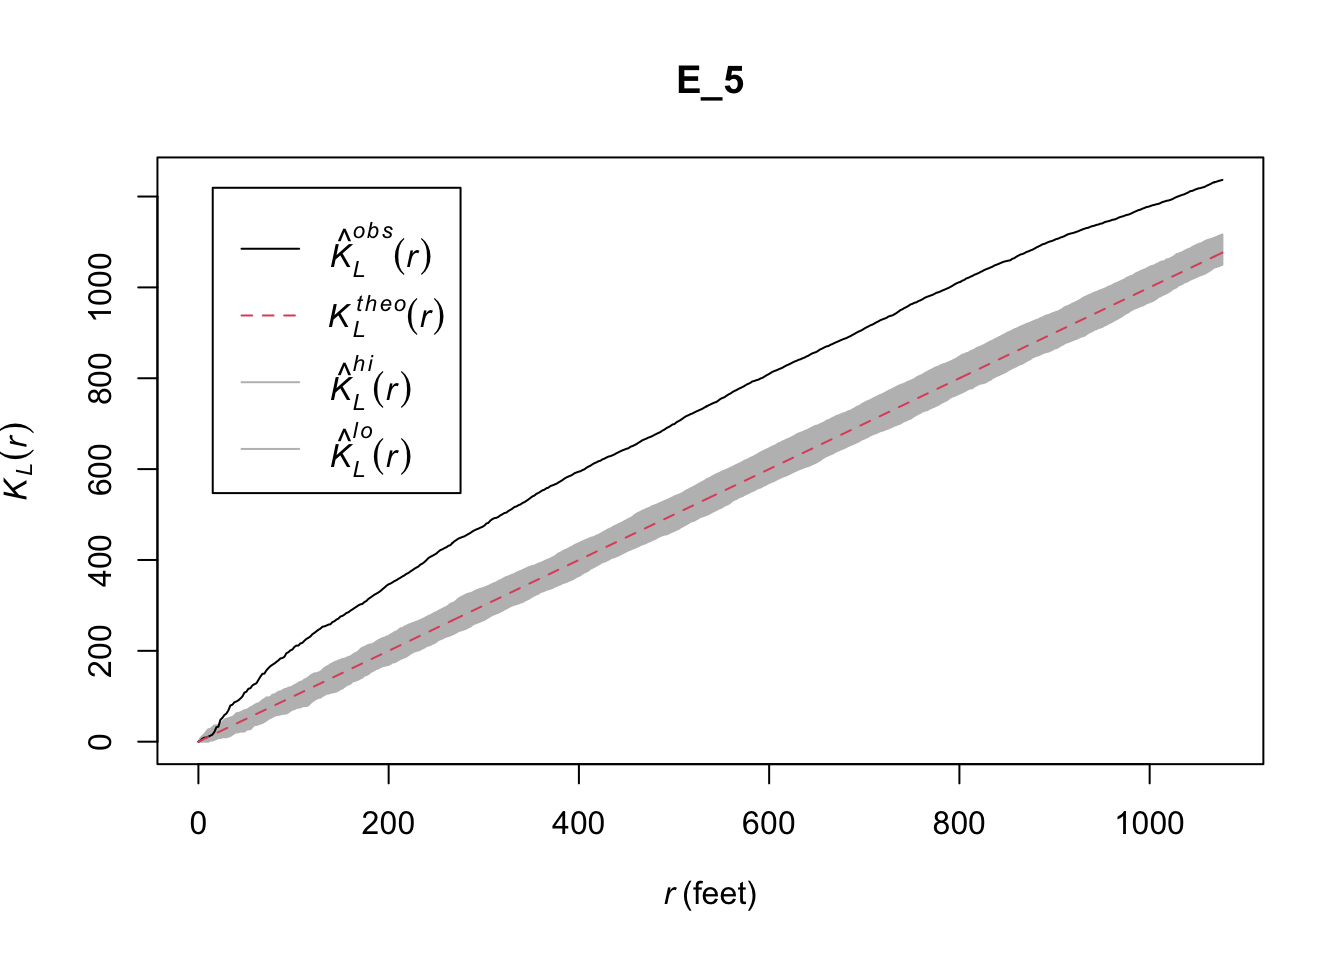 E_5
K̂_L^obs(r)
K_L^theo(r)
K̂_L^hi(r)
K̂_L^lo(r)
K_L(r)
0
200
400
600
800
1000
0 200 400 600 800 1000
r (feet)